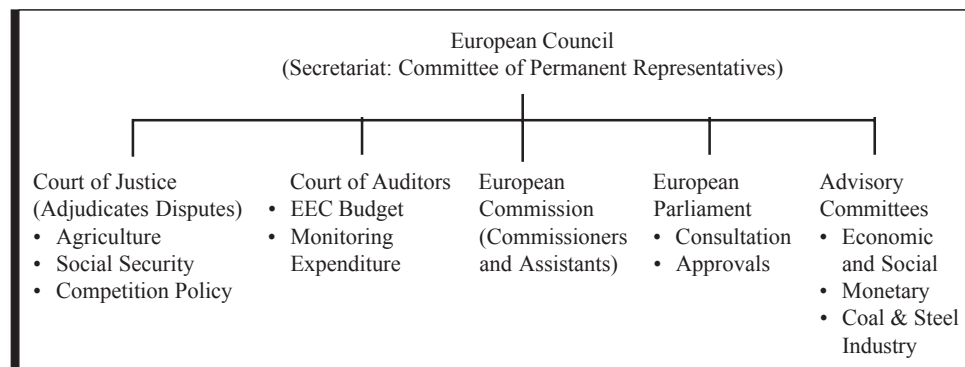 European Council
(Secretariat: Committee of Permanent Representatives)
Court of Justice
(Adjudicates Disputes)
• Agriculture
• Social Security
• Competition Policy
Court of Auditors
• EEC Budget
• Monitoring
Expenditure
European
Commission
(Commissioners
and Assistants)
European
Parliament
• Consultation
• Approvals
Advisory
Committees
• Economic
and Social
• Monetary
• Coal & Steel
Industry